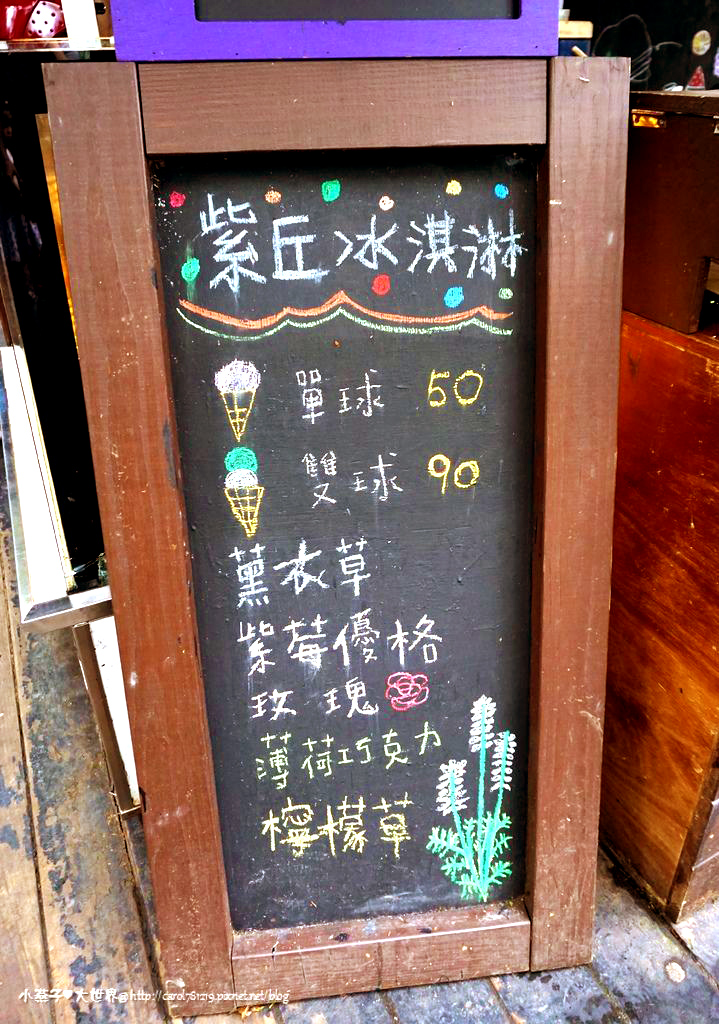 紫丘冰淇淋
單球 50
雙球 90
薰衣草
紫莓優格
玫瑰
薄荷巧克力
檸檬草
小蓁子♥大世界@http://carol781219.pixnet.net/blog